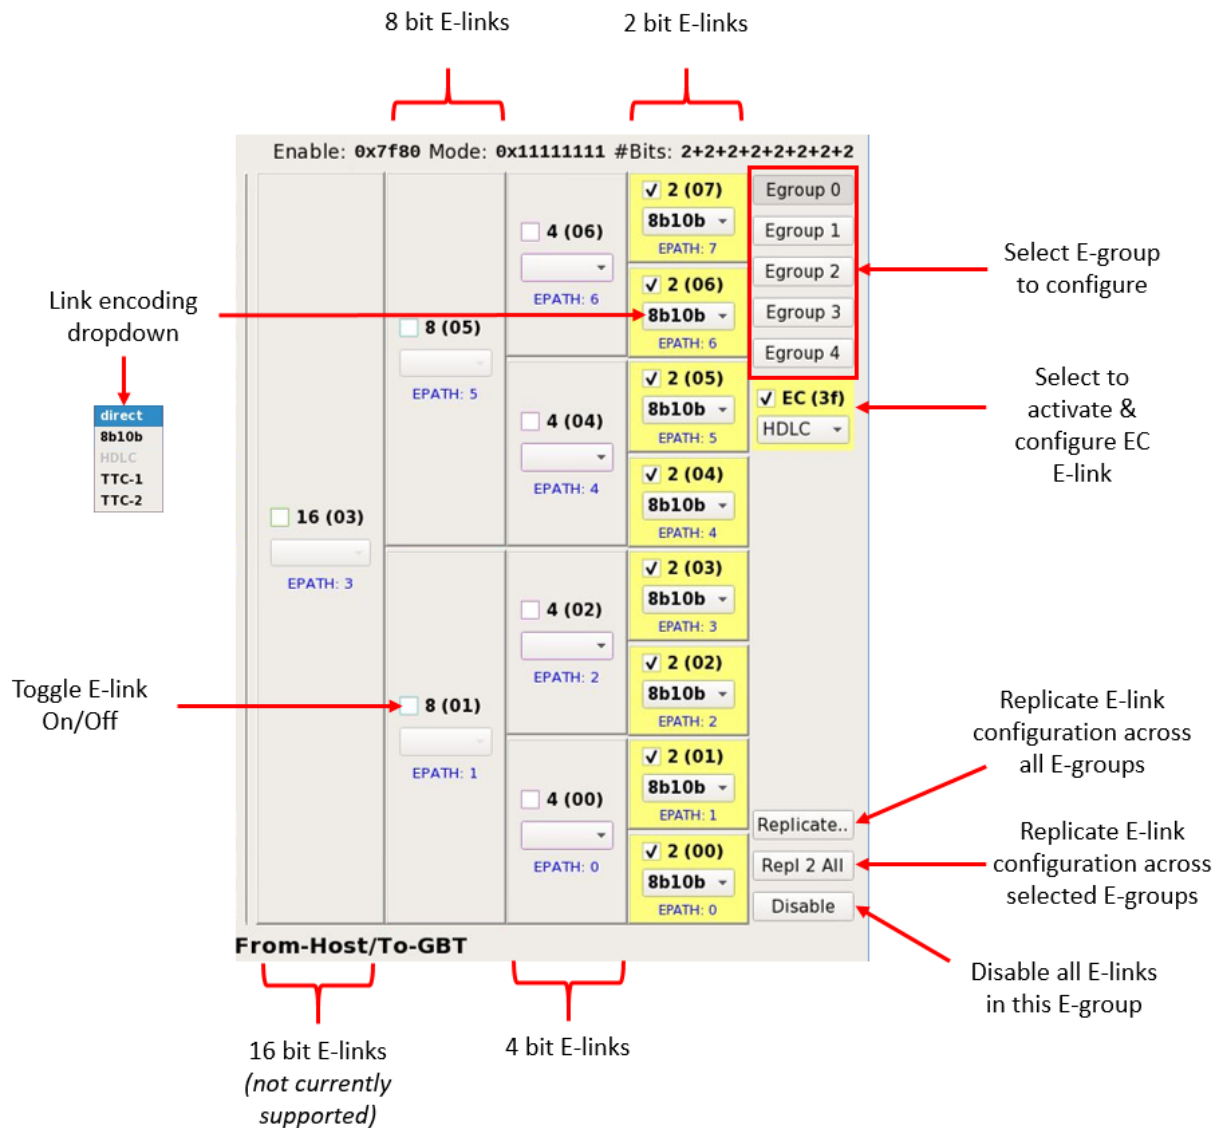 8 bit E-links
2 bit E-links
Enable: 0x7f80 Mode: 0x11111111 #Bits: 2+2+2+2+2+2+2+2
16 (03)
EPATH: 3
8 (05)
EPATH: 5
8 (01)
EPATH: 1
4 (06)
EPATH: 6
4 (04)
EPATH: 4
4 (02)
EPATH: 2
4 (00)
EPATH: 0
2 (07)
8b10b
EPATH: 7
2 (06)
8b10b
EPATH: 6
2 (05)
8b10b
EPATH: 5
2 (04)
8b10b
EPATH: 4
2 (03)
8b10b
EPATH: 3
2 (02)
8b10b
EPATH: 2
2 (01)
8b10b
EPATH: 1
2 (00)
8b10b
EPATH: 0
Egroup 0
Egroup 1
Egroup 2
Egroup 3
Egroup 4
EC (3f)
HDLC
Replicate..
Repl 2 All
Disable
From-Host/To-GBT
Link encoding
dropdown
direct
8b10b
HDLC
TTC-1
TTC-2
Toggle E-link
On/Off
Select E-group
to configure
Select to
activate &
configure EC
E-link
Replicate E-link
configuration across
all E-groups
Replicate E-link
configuration across
selected E-groups
Disable all E-links
in this E-group
16 bit E-links
(not currently
supported)
4 bit E-links